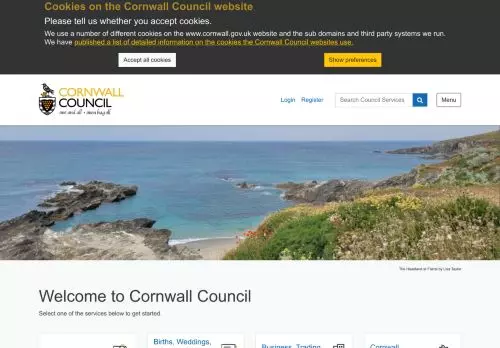 Cookies on the Cornwall Council website
Please tell us whether you accept cookies.
We use a number of different cookies on the www.cornwall.gov.uk website and the sub domains and third party systems we run.
We have published a list of detailed information on the cookies the Cornwall Council websites use.
Accept all cookies
Show preferences
CORNWALL
COUNCIL
one and all • onen hag oll
Login
Register
Search Council Services
Menu
The Headland at Fistral by Lisa Taylor
Welcome to Cornwall Council
Select one of the services below to get started.
Births, Weddings,
Business, Trading
Cornwall